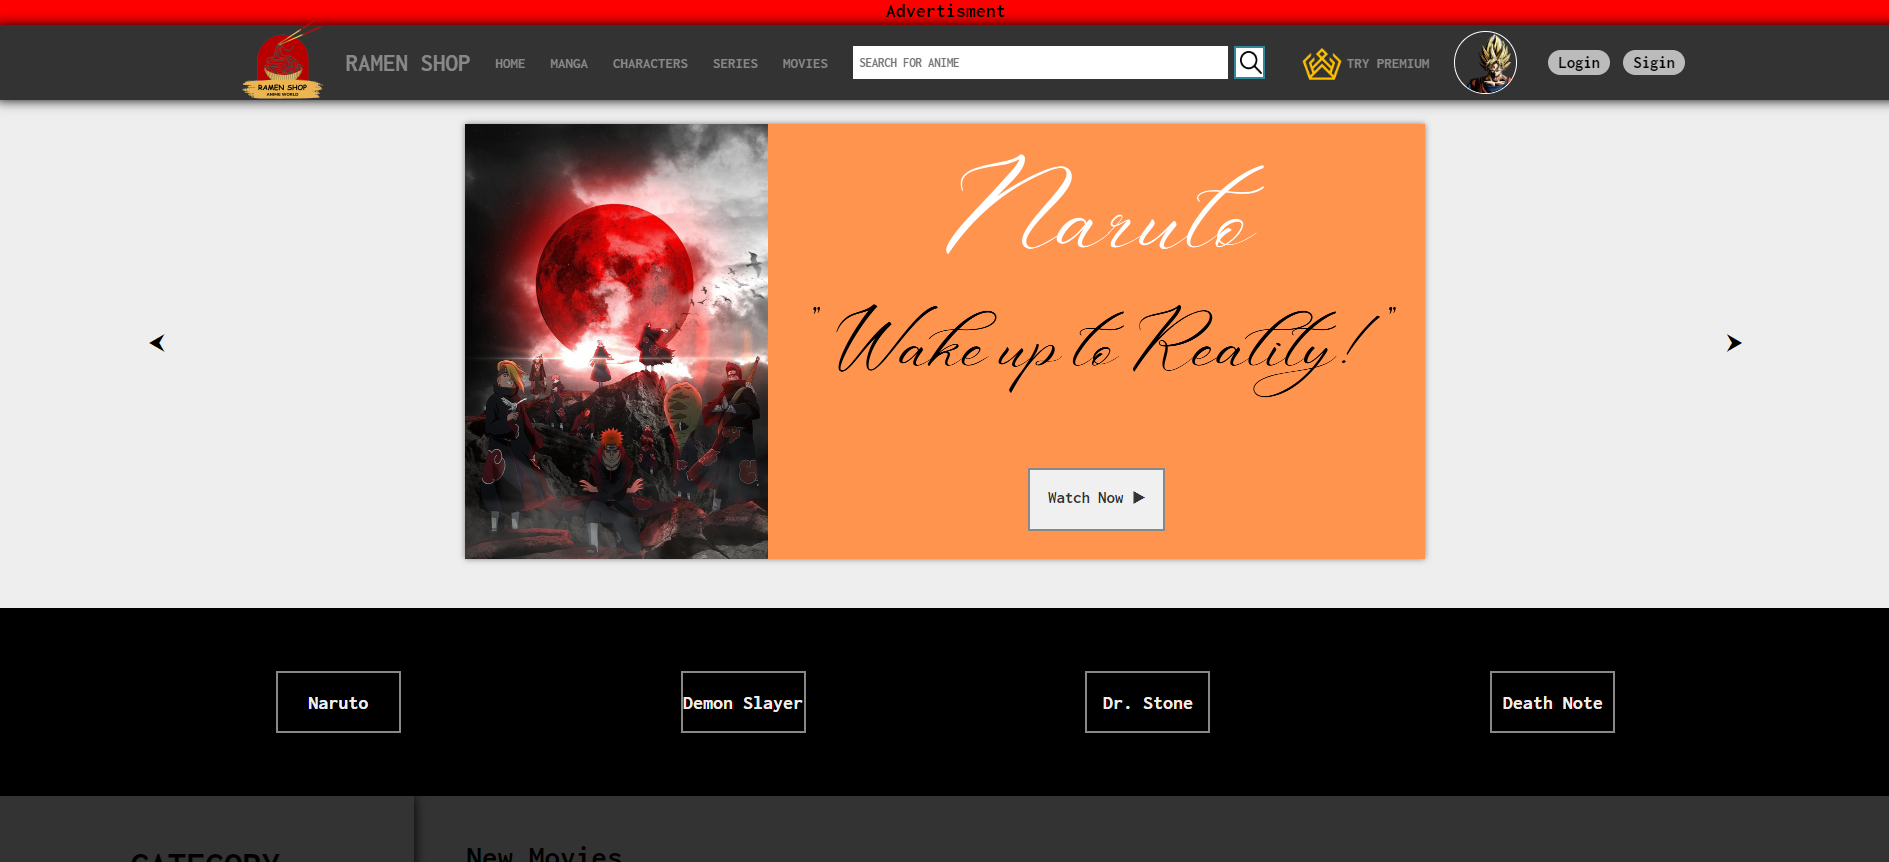 Advertisment
RAMEN SHOP
ANIME WORLD
RAMEN SHOP
HOME
MANGA
CHARACTERS
SERIES
MOVIES
SEARCH FOR ANIME
TRY PREMIUM
Login
Sigin
Naruto
" Wake up to Reality! "
Watch Now
Naruto
Demon Slayer
Dr. Stone
Death Note
CATEGORY
New Movies